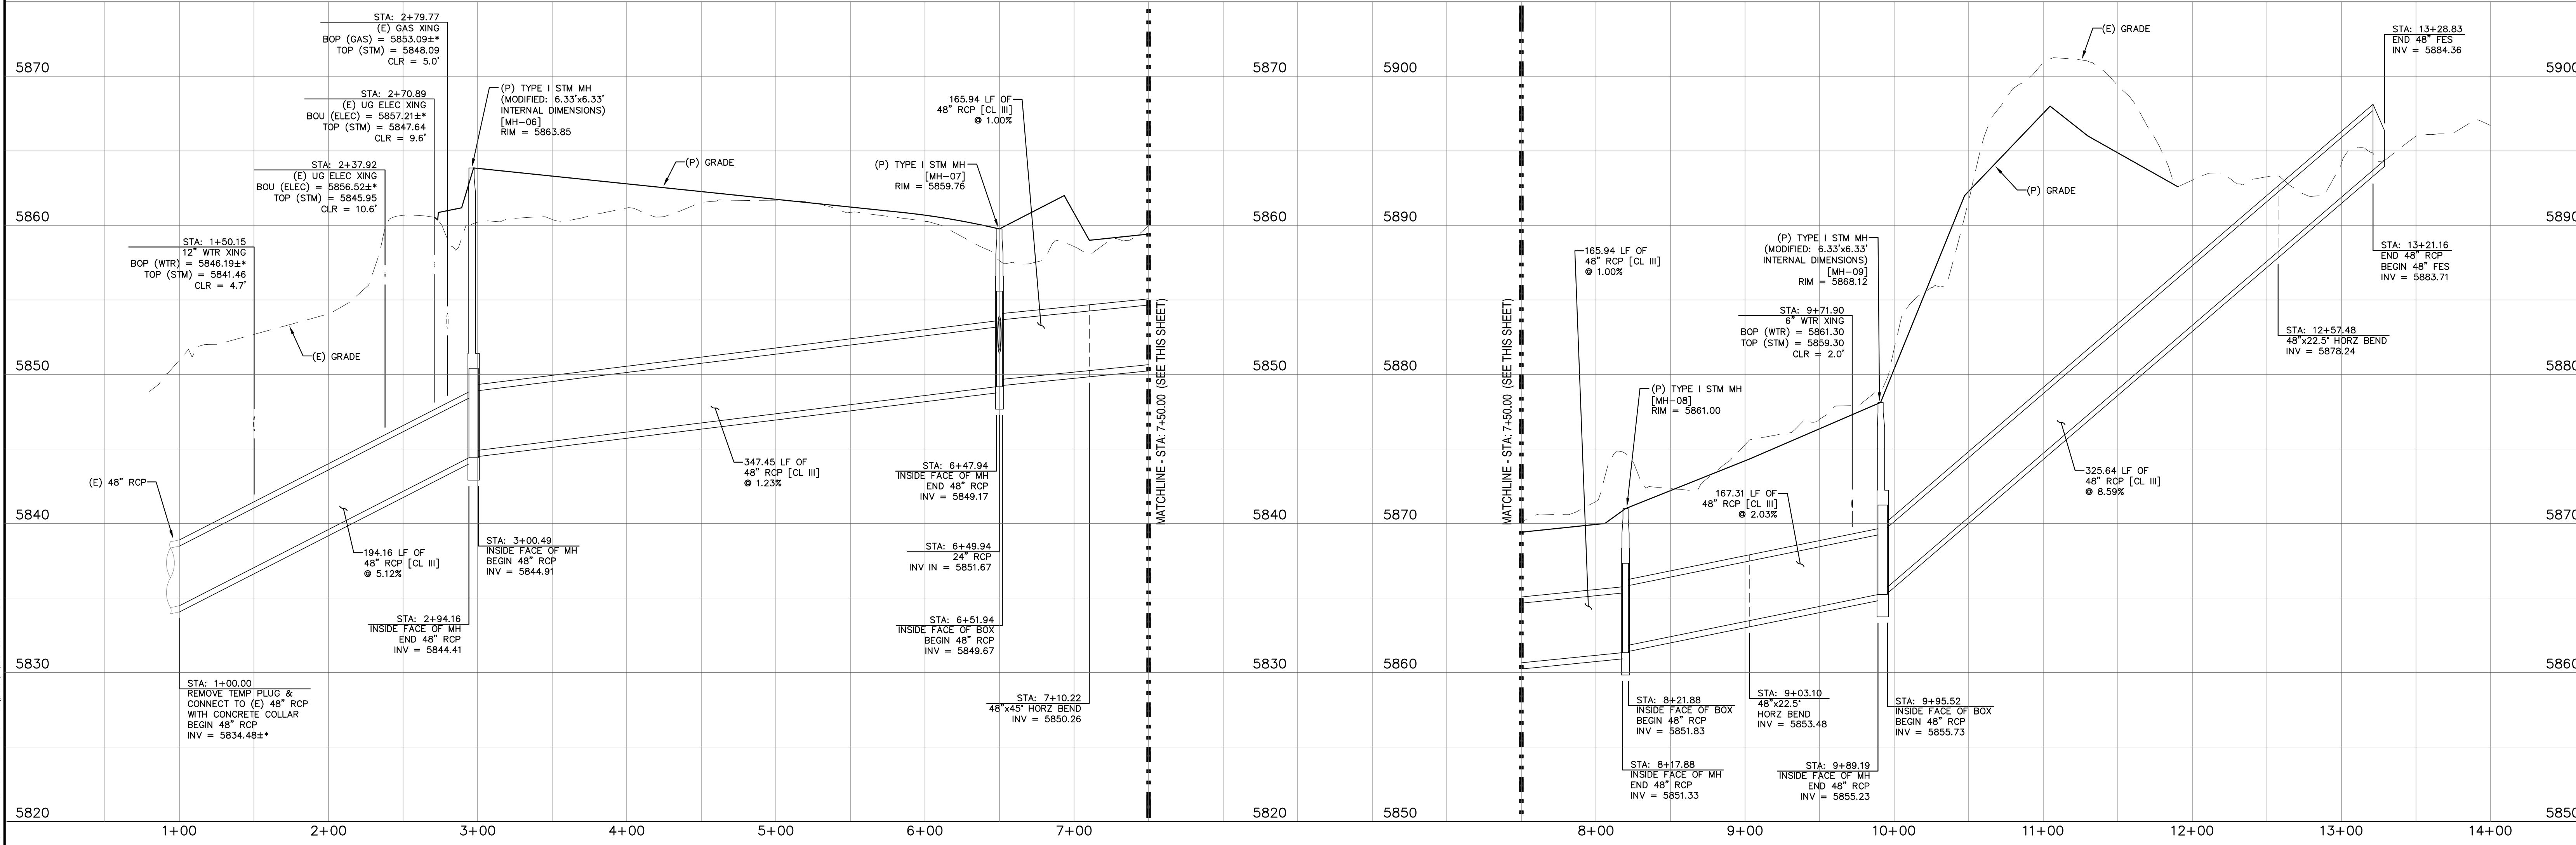 STA: 2+79.77
(E) GAS XING
BOP (GAS) = 5853.09±*
TOP (STM) = 5848.09
CLR = 5.0'
STA: 2+70.89
(E) UG ELEC XING
BOU (ELEC) = 5857.21±*
TOP (STM) = 5847.64
CLR = 9.6'
STA: 2+37.92
(E) UG ELEC XING
BOU (ELEC) = 5856.52±*
TOP (STM) = 5845.95
CLR = 10.6'
STA: 1+50.15
12" WTR XING
BOP (WTR) = 5846.19±*
TOP (STM) = 5841.46
CLR = 4.7'
(E) GRADE
(E) 48" RCP
194.16 LF OF
48" RCP [CL III]
@ 5.12%
STA: 1+00.00
REMOVE TEMP PLUG &
CONNECT TO (E) 48" RCP
WITH CONCRETE COLLAR
BEGIN 48" RCP
INV = 5834.48±*
STA: 2+94.16
INSIDE FACE OF MH
END 48" RCP
INV = 5844.41
(P) TYPE I STM MH
(MODIFIED: 6.33'x6.33'
INTERNAL DIMENSIONS)
[MH-06]
RIM = 5863.85
STA: 3+00.49
INSIDE FACE OF MH
BEGIN 48" RCP
INV = 5844.91
(P) GRADE
347.45 LF OF
48" RCP [CL III]
@ 1.23%
165.94 LF OF
48" RCP [CL III]
@ 1.00%
(P) TYPE I STM MH
[MH-07]
RIM = 5859.76
STA: 6+47.94
INSIDE FACE OF MH
END 48" RCP
INV = 5849.17
STA: 6+49.94
24" RCP
INV IN = 5851.67
STA: 6+51.94
INSIDE FACE OF BOX
BEGIN 48" RCP
INV = 5849.67
STA: 7+10.22
48"x45° HORZ BEND
INV = 5850.26
MATCHLINE - STA: 7+50.00 (SEE THIS SHEET)
5870
5860
5850
5840
5830
5820
1+00
2+00
3+00
4+00
5+00
6+00
7+00
5870
5860
5850
5840
5830
5820
5900
5890
5880
5870
5860
5850
MATCHLINE - STA: 7+50.00 (SEE THIS SHEET)
165.94 LF OF
48" RCP [CL III]
@ 1.00%
(P) TYPE I STM MH
[MH-08]
RIM = 5861.00
STA: 8+21.88
INSIDE FACE OF BOX
BEGIN 48" RCP
INV = 5851.83
STA: 8+17.88
INSIDE FACE OF MH
END 48" RCP
INV = 5851.33
(P) TYPE I STM MH
(MODIFIED: 6.33'x6.33'
INTERNAL DIMENSIONS)
[MH-09]
RIM = 5868.12
STA: 9+71.90
6" WTR XING
BOP (WTR) = 5861.30
TOP (STM) = 5859.30
CLR = 2.0'
167.31 LF OF
48" RCP [CL III]
@ 2.03%
STA: 9+03.10
48"x22.5°
HORZ BEND
INV = 5853.48
STA: 9+89.19
INSIDE FACE OF MH
END 48" RCP
INV = 5855.23
STA: 9+95.52
INSIDE FACE OF BOX
BEGIN 48" RCP
INV = 5855.73
(E) GRADE
(P) GRADE
325.64 LF OF
48" RCP [CL III]
@ 8.59%
STA: 13+28.83
END 48" FES
INV = 5884.36
STA: 13+21.16
END 48" RCP
BEGIN 48" FES
INV = 5883.71
STA: 12+57.48
48"x22.5° HORZ BEND
INV = 5878.24
8+00
9+00
10+00
11+00
12+00
13+00
14+00
5900
5890
5880
5870
5860
5850